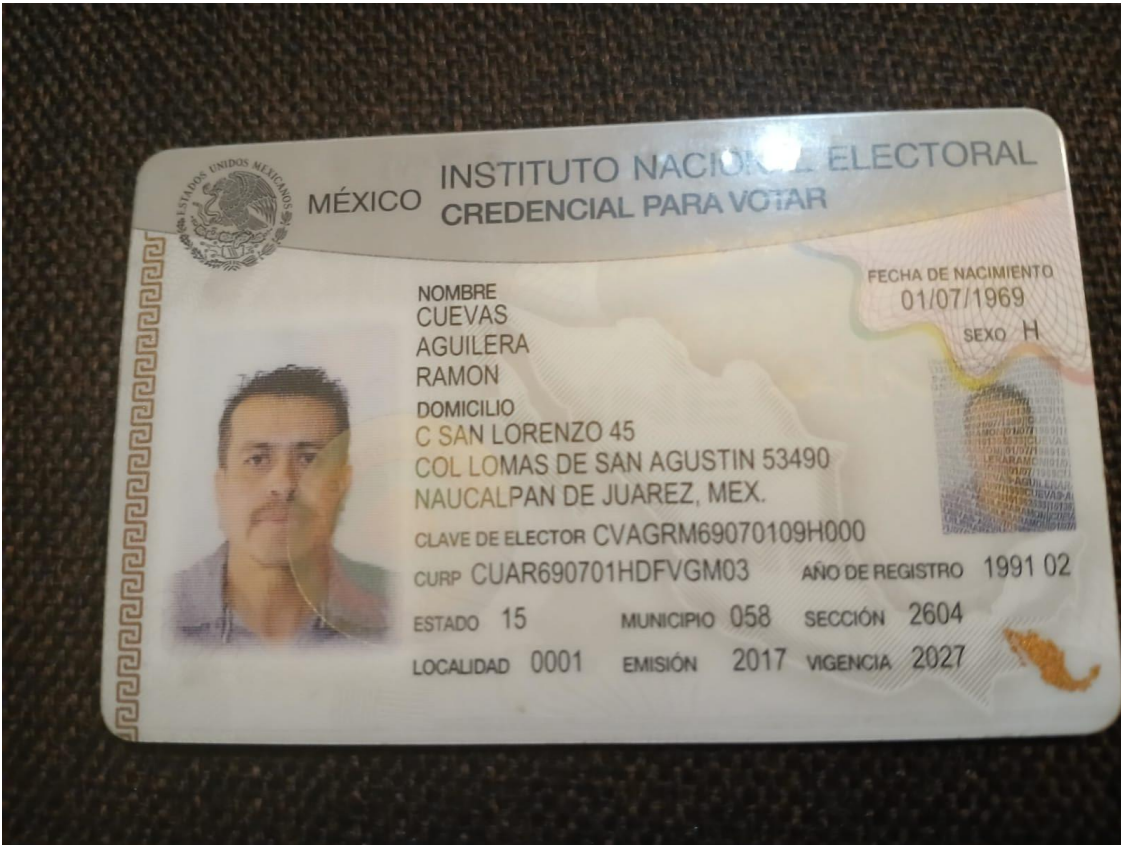 ESTADOS UNIDOS MEXICANOS
MÉXICO
INSTITUTO NACIONAL ELECTORAL
CREDENCIAL PARA VOTAR
FECHA DE NACIMIENTO
01/07/1969
SEXO H
NOMBRE
CUEVAS
AGUILERA
RAMON
DOMICILIO
C SAN LORENZO 45
COL LOMAS DE SAN AGUSTIN 53490
NAUCALPAN DE JUAREZ, MEX.
CLAVE DE ELECTOR CVAGRM69070109H000
CURP CUAR690701HDFVGM03 AÑO DE REGISTRO 1991 02
ESTADO 15 MUNICIPIO 058 SECCIÓN 2604
LOCALIDAD 0001 EMISIÓN 2017 VIGENCIA 2027